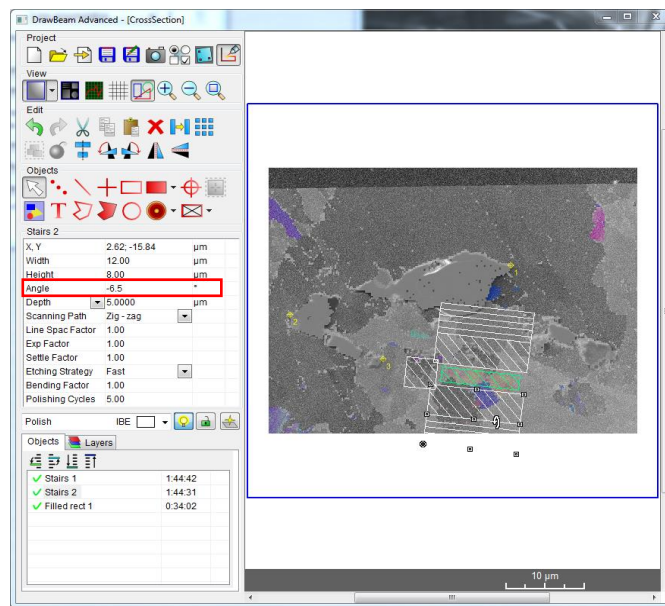 DrawBeam Advanced - [CrossSection]
Project
View
Edit
Objects
T
Stairs 2
X, Y 2.62; -15.84 µm
Width 12.00 µm
Height 8.00 µm
Angle -6.5 °
Depth 5.0000 µm
Scanning Path Zig - zag
Line Spac Factor 1.00
Exp Factor 1.00
Settle Factor 1.00
Etching Strategy Fast
Bending Factor 1.00
Polishing Cycles 5.00
Polish IBE
Objects Layers
Stairs 1 1:44:42
Stairs 2 1:44:31
Filled rect 1 0:34:02
1
2
3
10 µm